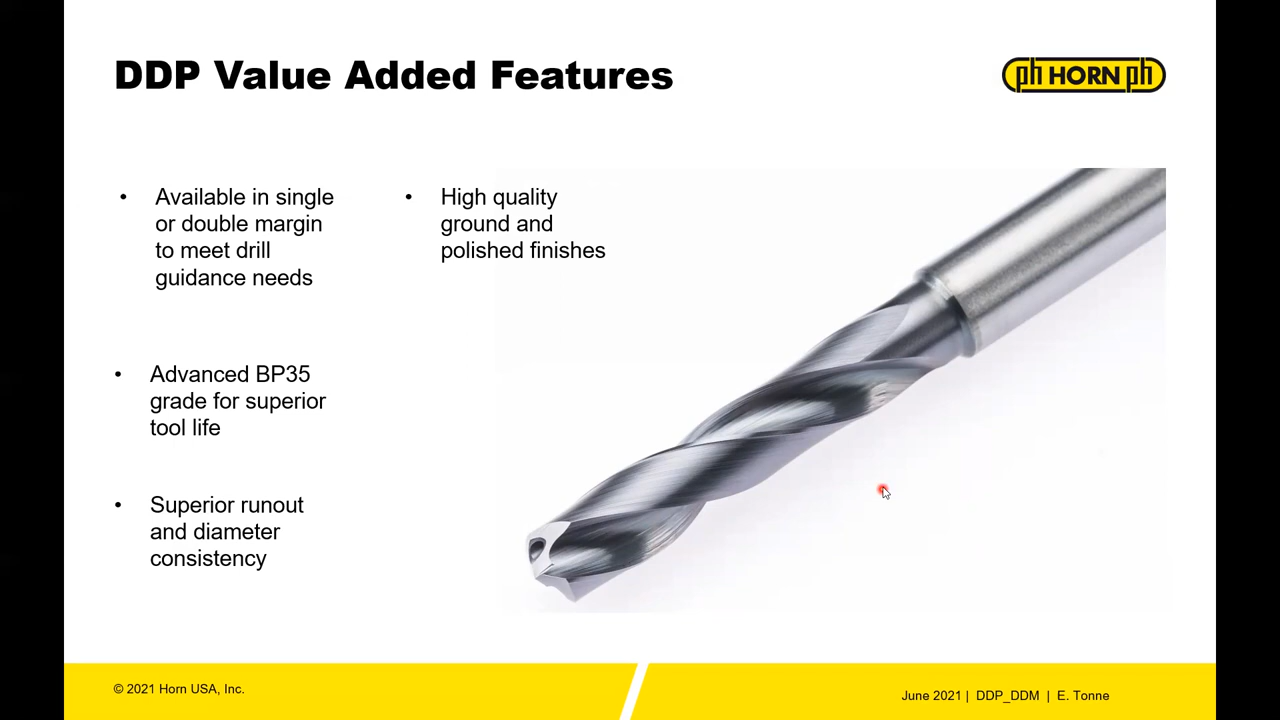 DDP Value Added Features
ph HORN ph
• Available in single
or double margin
to meet drill
guidance needs
• Advanced BP35
grade for superior
tool life
• Superior runout
and diameter
consistency
• High quality
ground and
polished finishes
© 2021 Horn USA, Inc.
June 2021 | DDP_DDM | E. Tonne